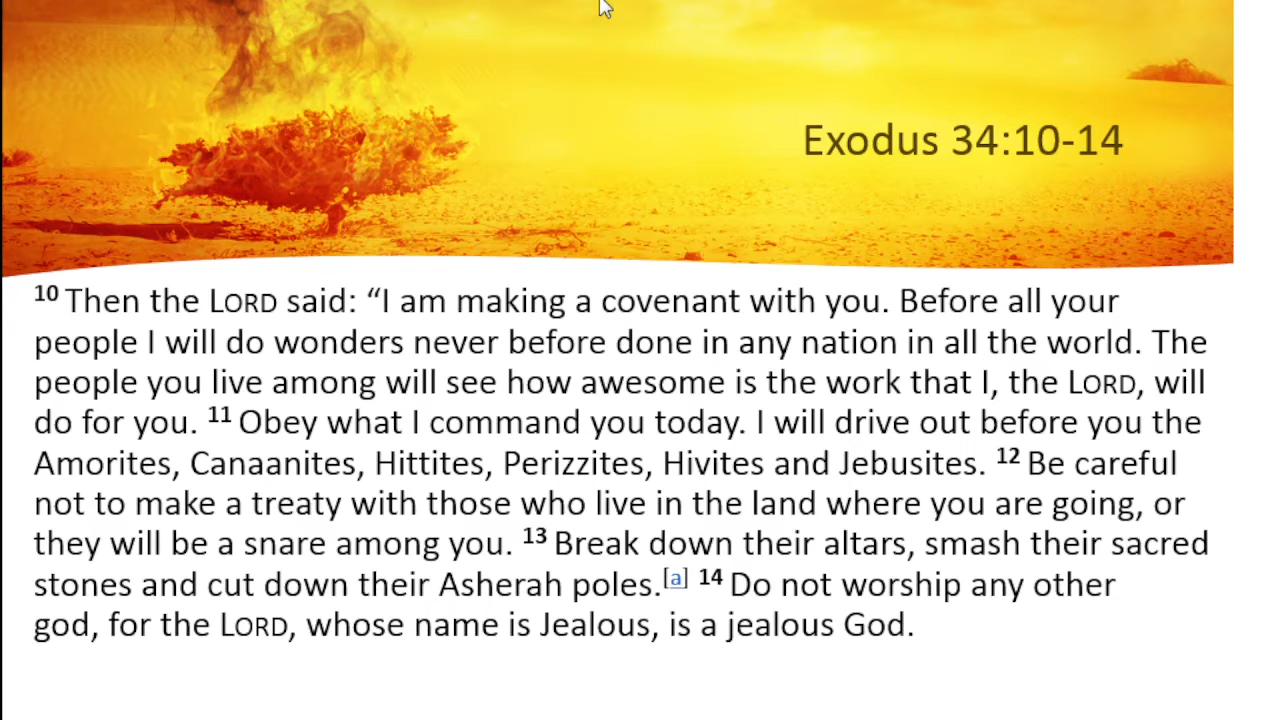 Exodus 34:10-14
10 Then the LORD said: “I am making a covenant with you. Before all your
people I will do wonders never before done in any nation in all the world. The
people you live among will see how awesome is the work that I, the LORD, will
do for you. 11 Obey what I command you today. I will drive out before you the
Amorites, Canaanites, Hittites, Perizzites, Hivites and Jebusites. 12 Be careful
not to make a treaty with those who live in the land where you are going, or
they will be a snare among you. 13 Break down their altars, smash their sacred
stones and cut down their Asherah poles.[a] 14 Do not worship any other
god, for the LORD, whose name is Jealous, is a jealous God.